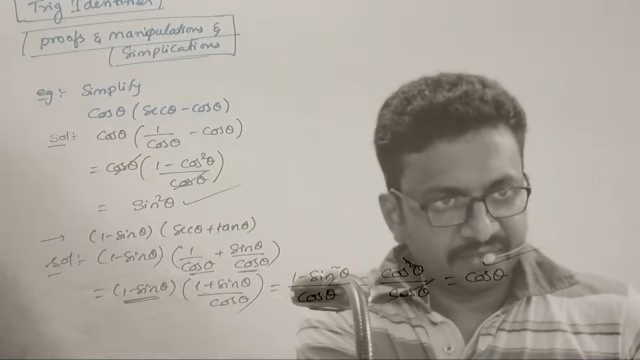 Trig Identities
proofs & manipulations &
Simplications
eg:- Simplify
cosθ (secθ - cosθ)
sol:- cosθ (1/cosθ - cosθ)
= cosθ (1 - cos²θ/cosθ)
= sin²θ ✓
→ (1-sinθ) (secθ + tanθ)
sol:- (1-sinθ) (1/cosθ + sinθ/cosθ)
= (1-sinθ) (1+sinθ/cosθ) = 1-sin²θ/cosθ = cos²θ/cosθ = cosθ